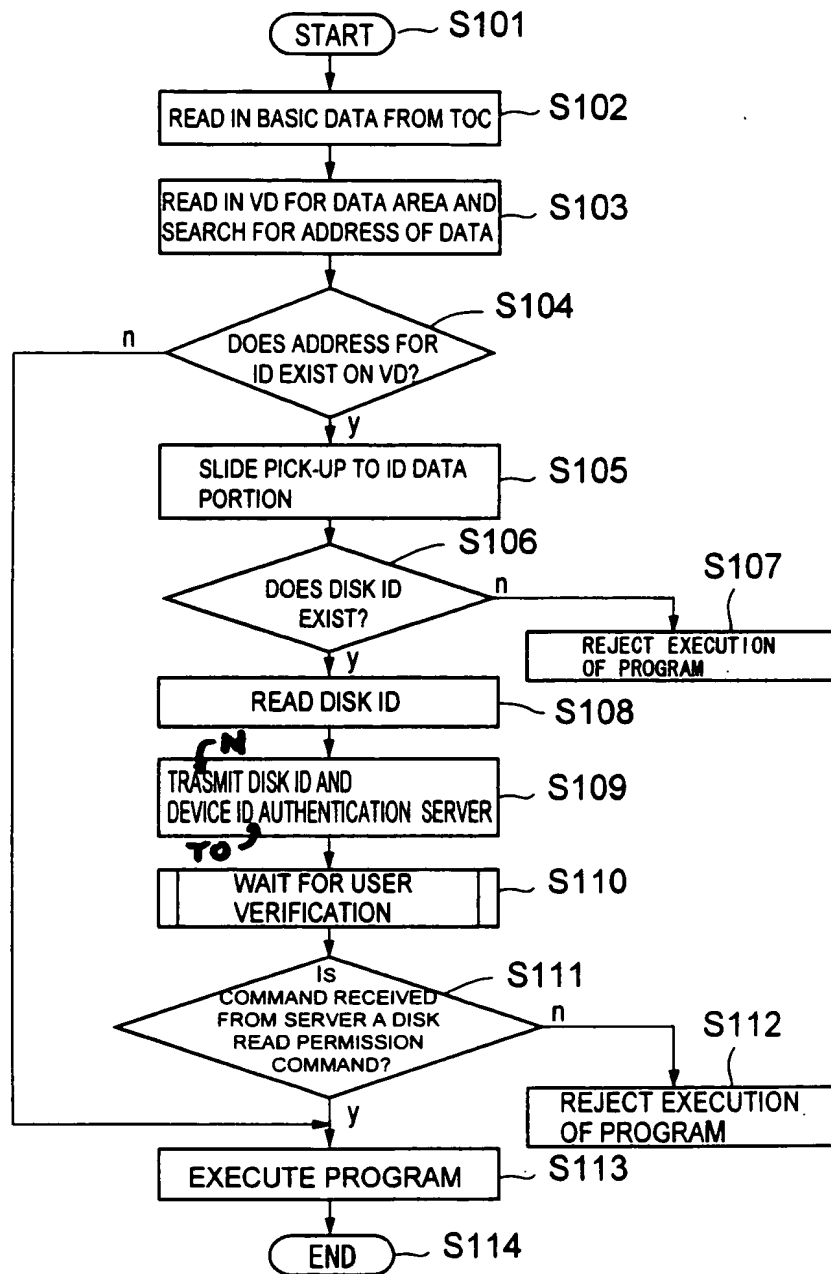 START
S101
READ IN BASIC DATA FROM TOC
S102
READ IN VD FOR DATA AREA AND
SEARCH FOR ADDRESS OF DATA
S103
S104
n
DOES ADDRESS FOR
ID EXIST ON VD?
y
SLIDE PICK-UP TO ID DATA
PORTION
S105
S106
DOES DISK ID
EXIST?
n
S107
REJECT EXECUTION
OF PROGRAM
y
READ DISK ID
S108
N
TRASMIT DISK ID AND
DEVICE ID AUTHENTICATION SERVER
S109
TO
WAIT FOR USER
VERIFICATION
S110
S111
Is
COMMAND RECEIVED
FROM SERVER A DISK
READ PERMISSION
COMMAND?
n
S112
REJECT EXECUTION
OF PROGRAM
y
EXECUTE PROGRAM
S113
END
S114